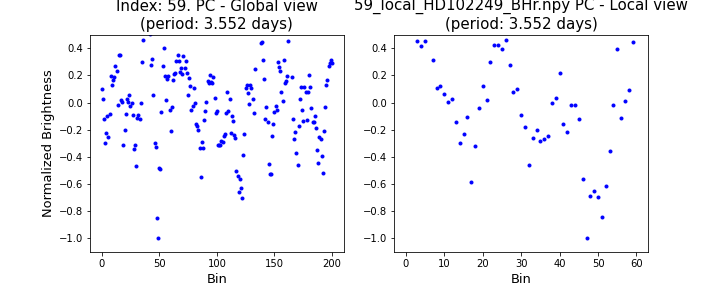 Index: 59. PC - Global view
(period: 3.552 days)
59_local_HD102249_BHr.npy PC - Local view
(period: 3.552 days)
Normalized Brightness
0.4
0.2
0.0
−0.2
−0.4
−0.6
−0.8
−1.0
0 50 100 150 200
Bin
0.4
0.2
0.0
−0.2
−0.4
−0.6
−0.8
−1.0
0 10 20 30 40 50 60
Bin